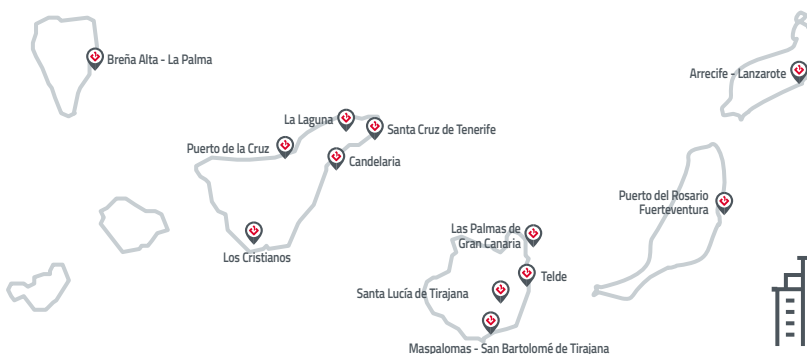 Breña Alta - La Palma
Arrecife - Lanzarote
La Laguna
Santa Cruz de Tenerife
Puerto de la Cruz
Candelaria
Los Cristianos
Puerto del Rosario
Fuerteventura
Las Palmas de
Gran Canaria
Telde
Santa Lucía de Tirajana
Maspalomas - San Bartolomé de Tirajana